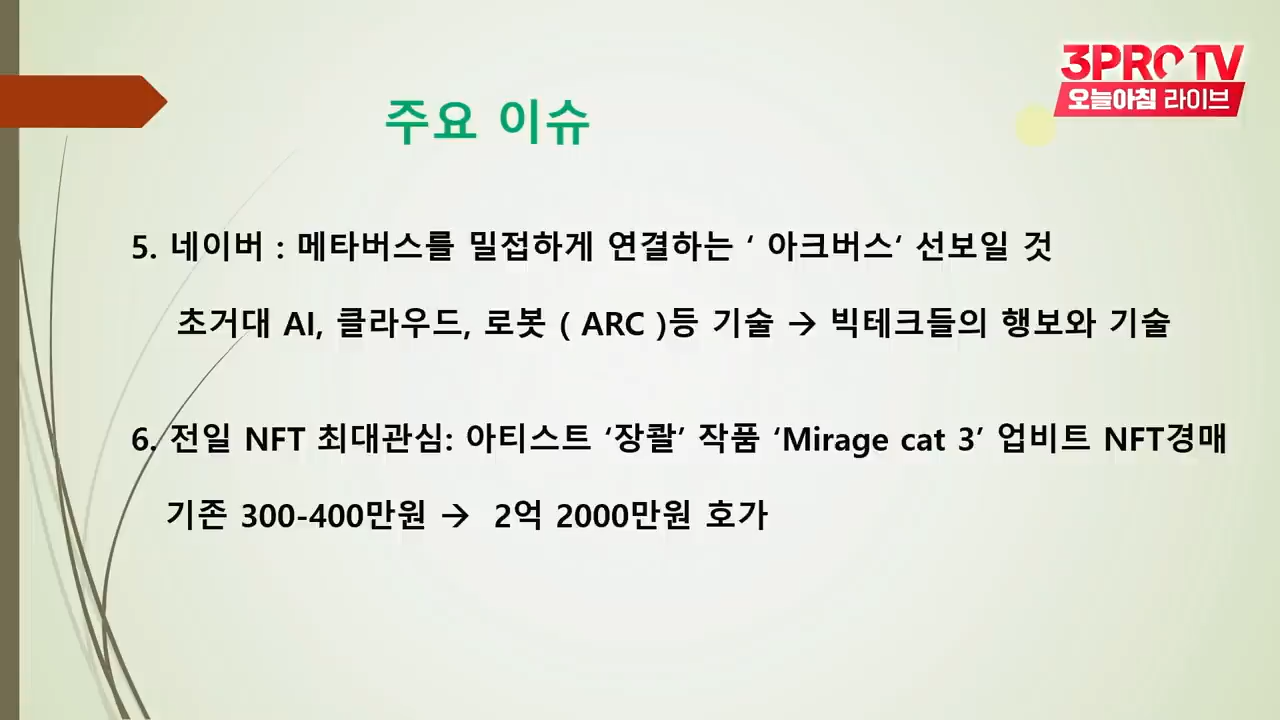 3PRO TV
오늘아침 라이브
주요 이슈
5. 네이버 : 메타버스를 밀접하게 연결하는 ‘ 아크버스‘ 선보일 것
초거대 AI, 클라우드, 로봇 ( ARC )등 기술 → 빅테크들의 행보와 기술
6. 전일 NFT 최대관심: 아티스트 ‘장콸’ 작품 ‘Mirage cat 3’ 업비트 NFT경매
기존 300-400만원 → 2억 2000만원 호가